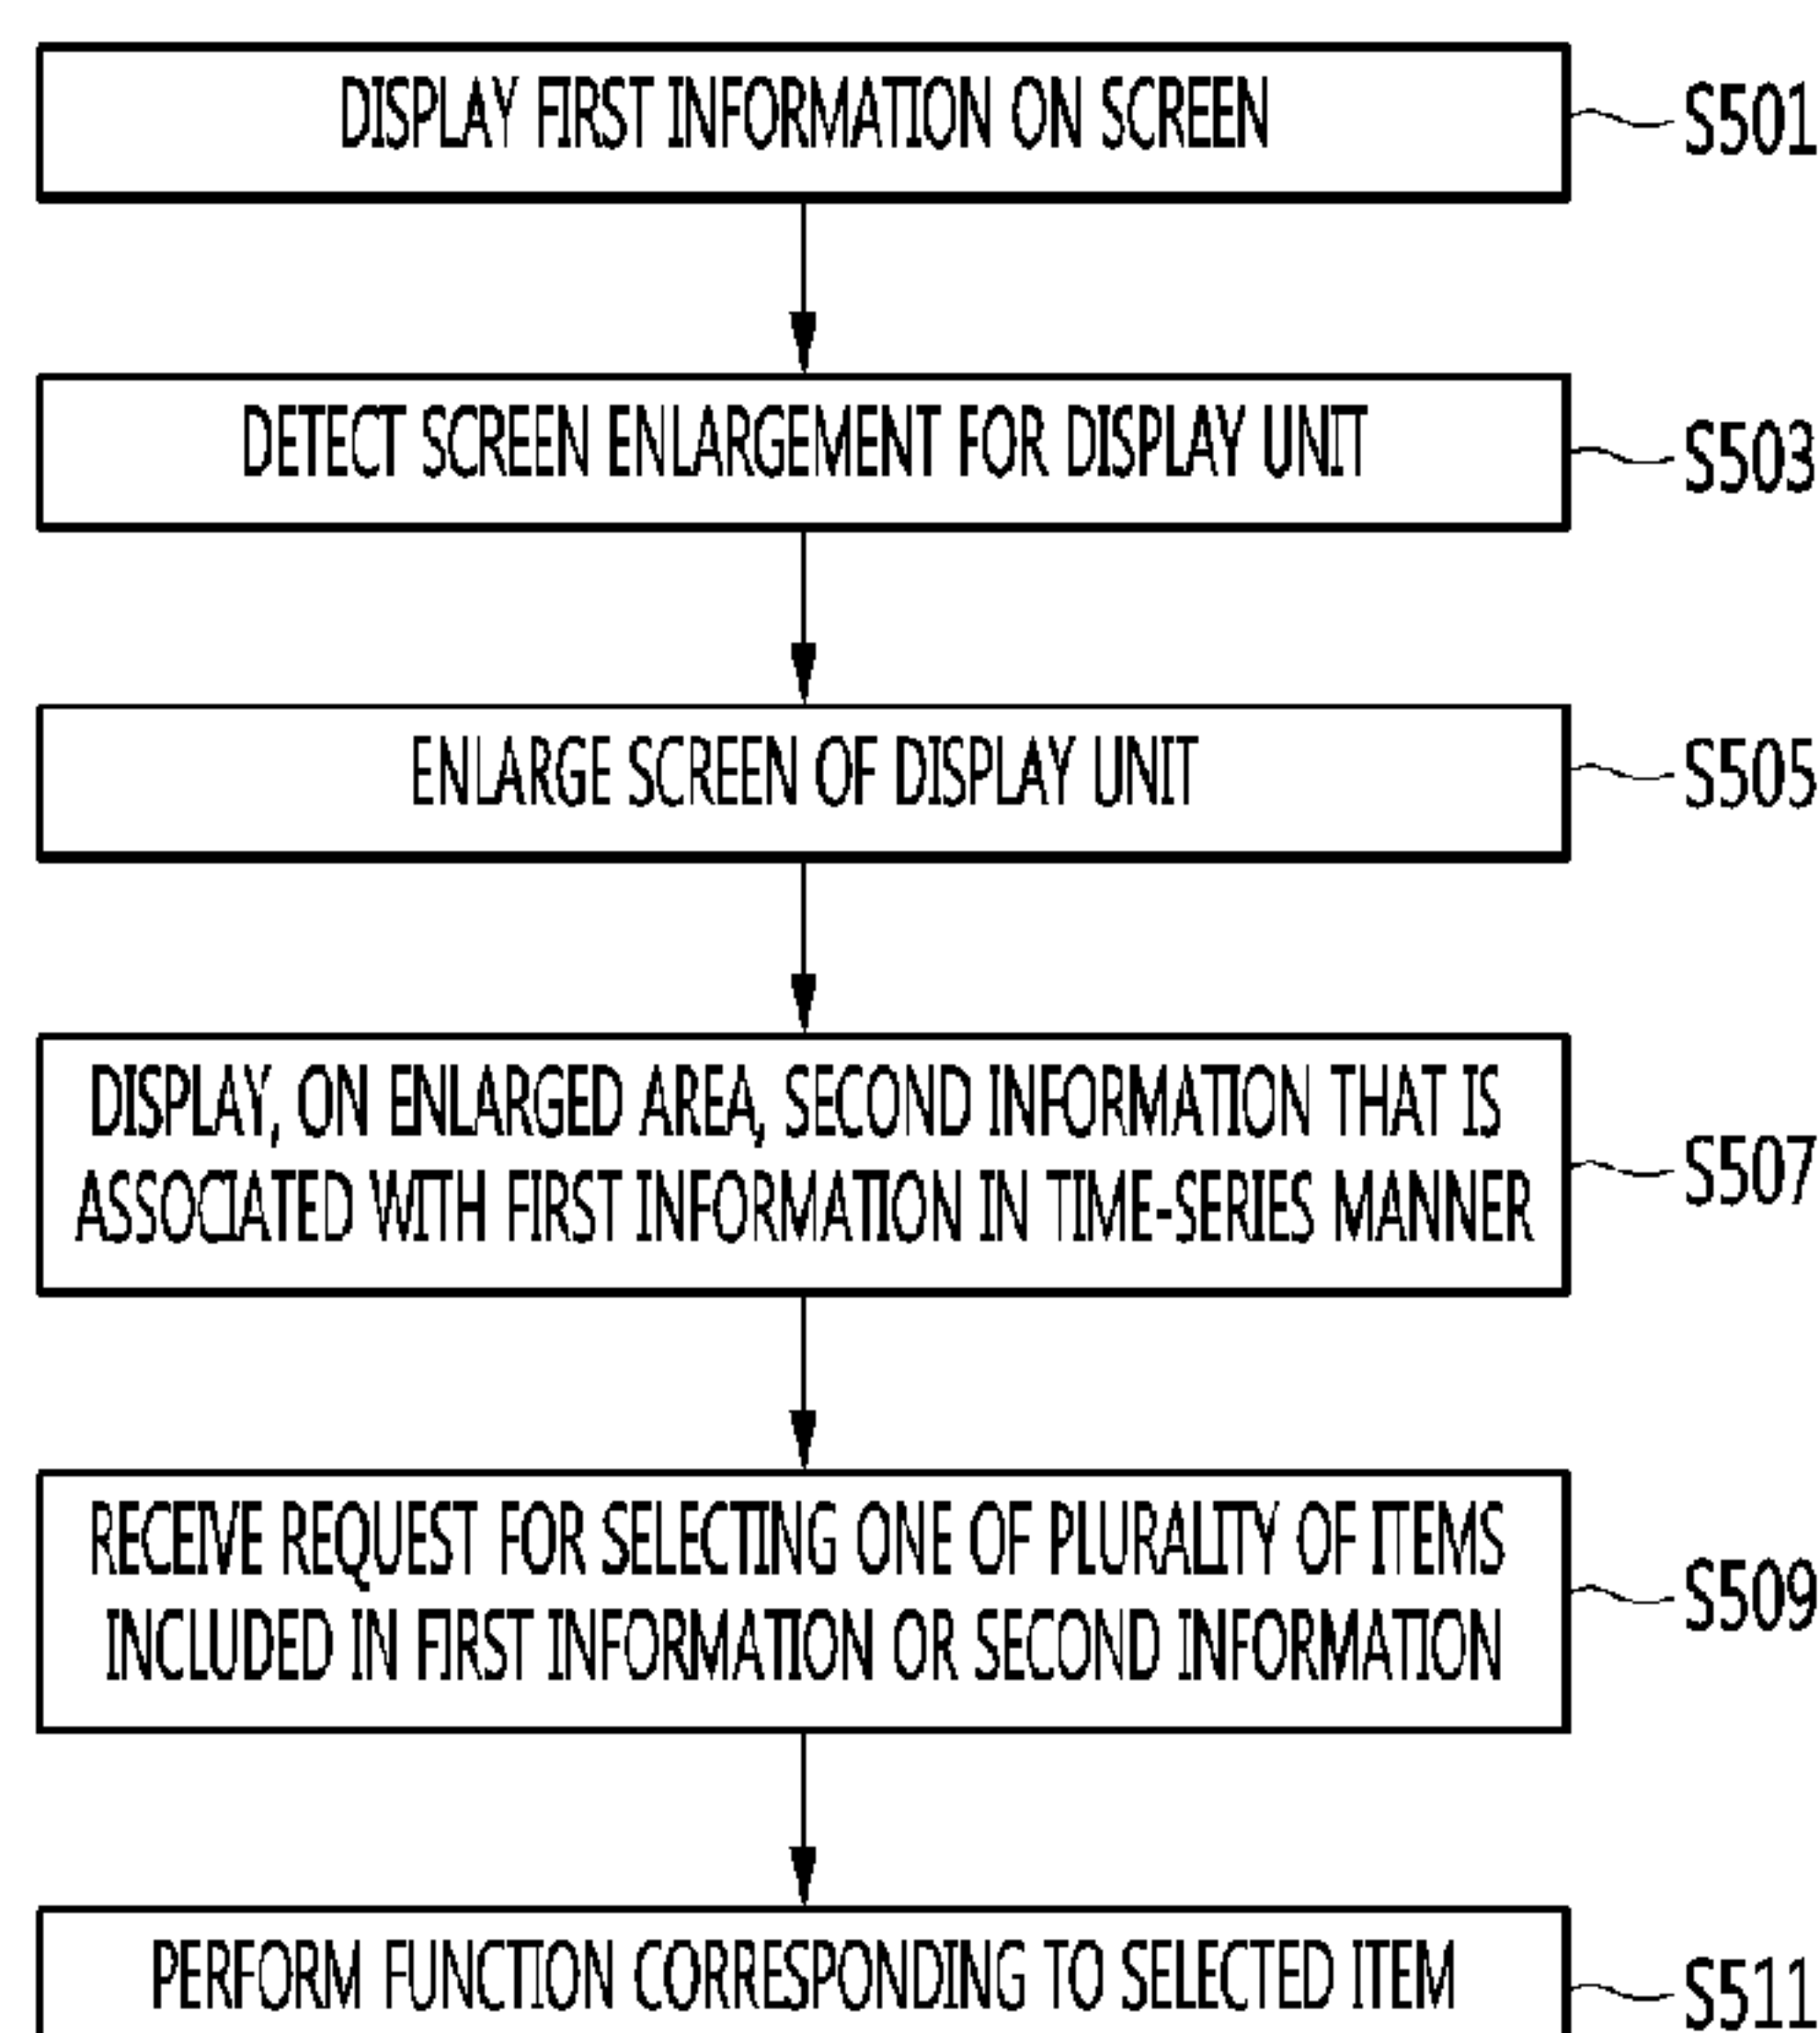 DISPLAY FIRST INFORMATION ON SCREEN
S501
DETECT SCREEN ENLARGEMENT FOR DISPLAY UNIT
S503
ENLARGE SCREEN OF DISPLAY UNIT
S505
DISPLAY, ON ENLARGED AREA, SECOND INFORMATION THAT IS
ASSOCIATED WITH FIRST INFORMATION IN TIME-SERIES MANNER
S507
RECEIVE REQUEST FOR SELECTING ONE OF PLURALITY OF ITEMS
INCLUDED IN FIRST INFORMATION OR SECOND INFORMATION
S509
PERFORM FUNCTION CORRESPONDING TO SELECTED ITEM
S511